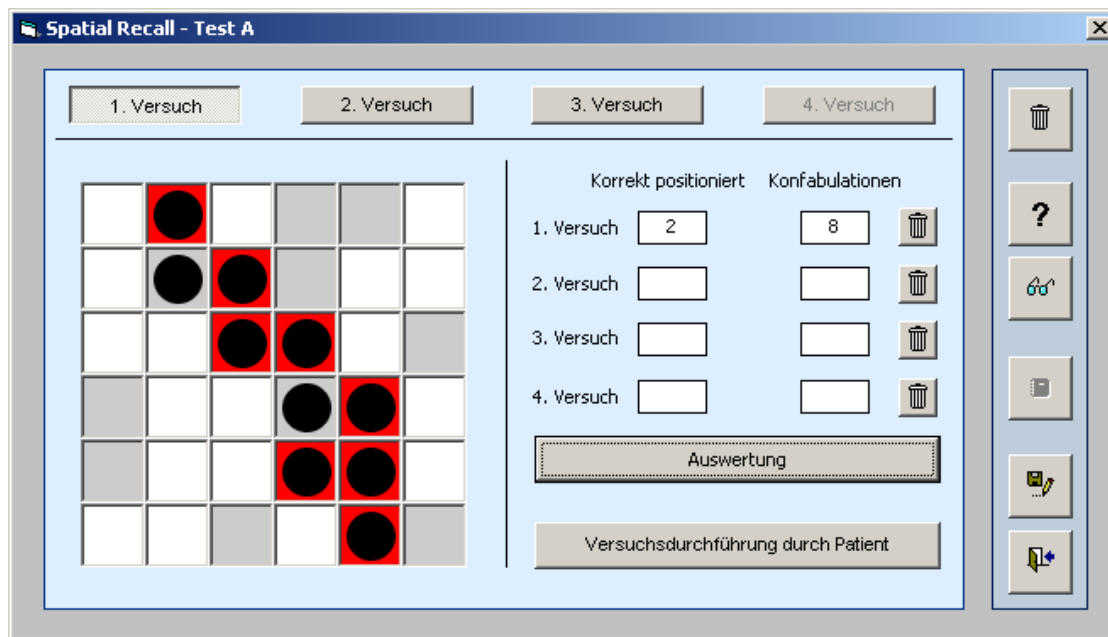 Spatial Recall - Test A
1. Versuch 2. Versuch 3. Versuch 4. Versuch
Korrekt positioniert Konfabulationen
1. Versuch 2 8
2. Versuch
3. Versuch
4. Versuch
Auswertung
Versuchsdurchführung durch Patient
?